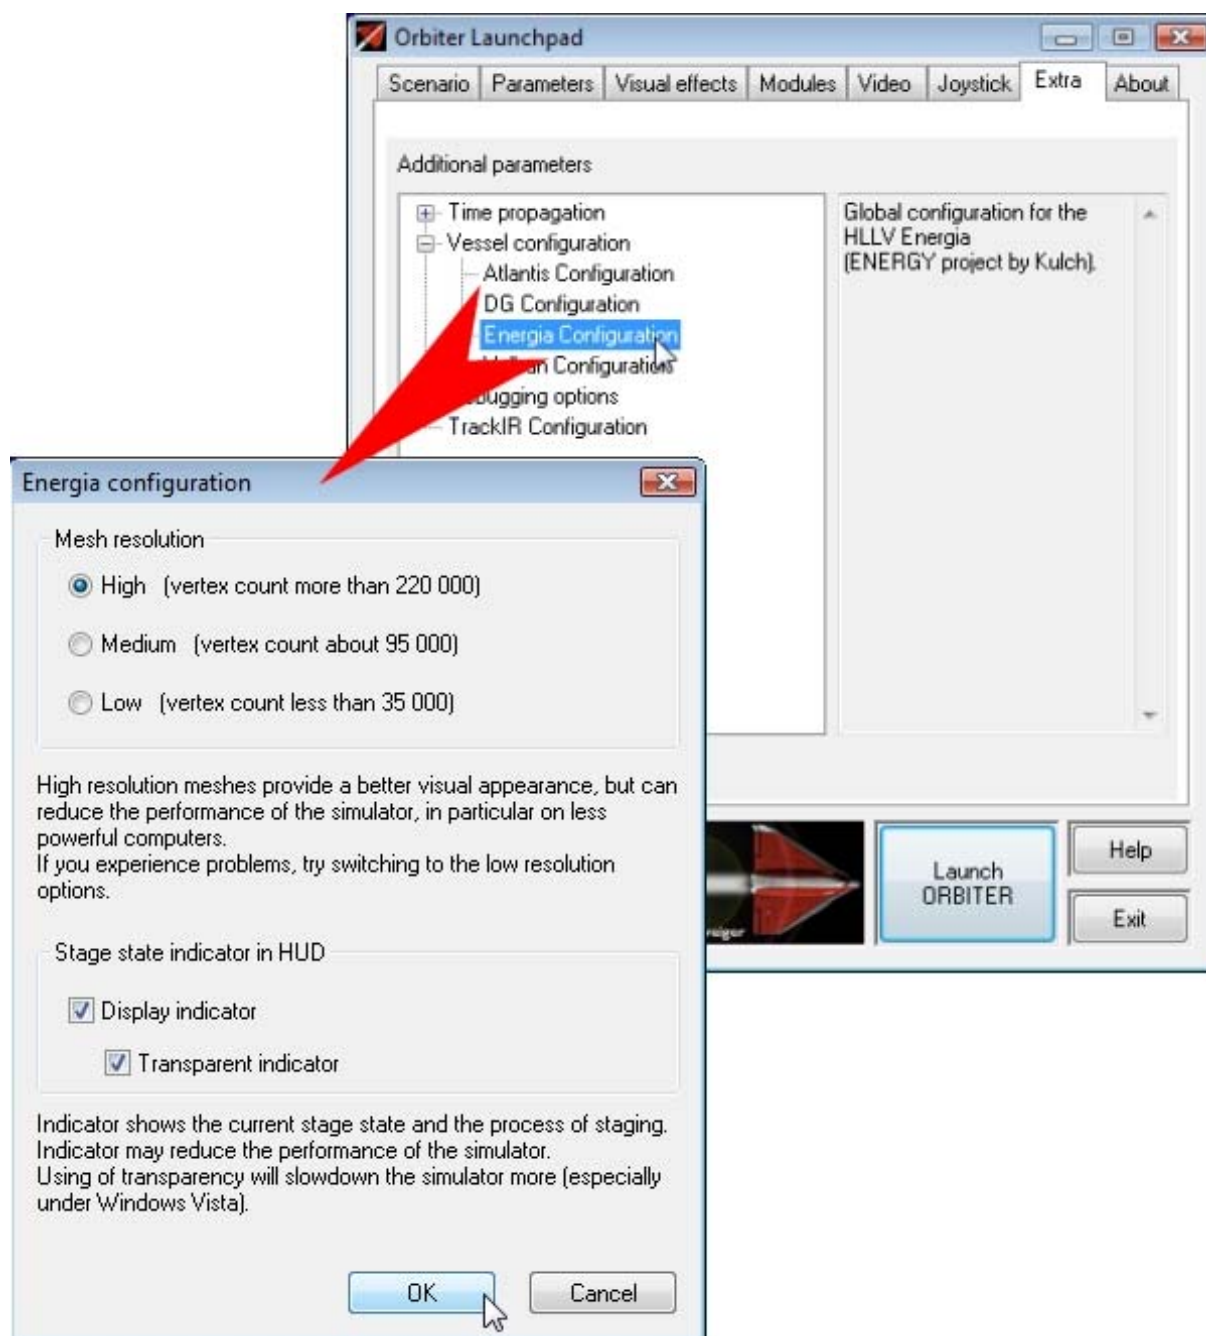 Orbiter Launchpad
Scenario Parameters Visual effects Modules Video Joystick Extra About
Additional parameters
Time propagation
Vessel configuration
Atlantis Configuration
DG Configuration
Energia Configuration
Configuration
options
TrackIR Configuration
Global configuration for the
HLLV Energia
(ENERGY project by Kulch).
Launch
ORBITER
Help
Exit
Energia configuration
Mesh resolution
High (vertex count more than 220 000)
Medium (vertex count about 95 000)
Low (vertex count less than 35 000)
High resolution meshes provide a better visual appearance, but can
reduce the performance of the simulator, in particular on less
powerful computers.
If you experience problems, try switching to the low resolution
options.
Stage state indicator in HUD
Display indicator
Transparent indicator
Indicator shows the current stage state and the process of staging.
Indicator may reduce the performance of the simulator.
Using of transparency will slowdown the simulator more (especially
under Windows Vista).
OK Cancel